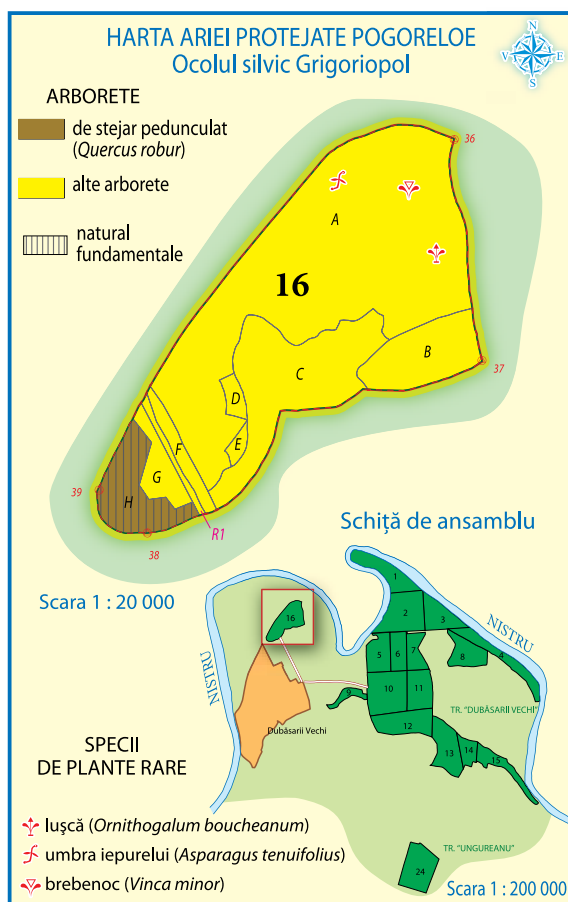 HARTA ARIEI PROTEJATE POGORELOE
Ocolul silvic Grigoriopol
N
V E
S
ARBORETE
de stejar pedunculat
(Quercus robur)
alte arborete
natural
fundamentale
36
A
16
B
37
C
D
E
F
G
H
39
38
R1
Scara 1 : 20 000
Schiță de ansamblu
NISTRU
NISTRU
1
2
3
4
5
6
7
8
9
10
11
12
13
14
15
16
24
Dubăsarii Vechi
TR. "DUBĂSARII VECHI"
TR. "UNGUREANU"
Scara 1 : 200 000
SPECII
DE PLANTE RARE
lușcă (Ornithogalum boucheanum)
umbra iepurelui (Asparagus tenuifolius)
brebenoc (Vinca minor)